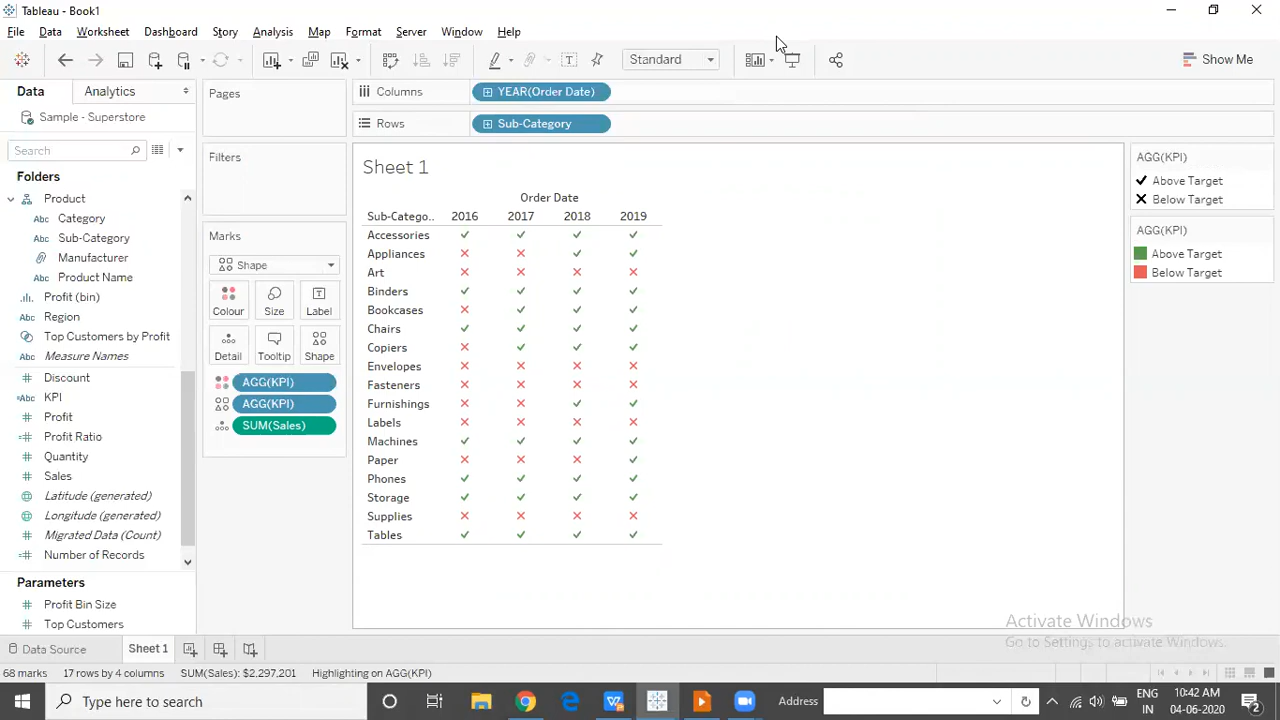 Tableau - Book1
File Data Worksheet Dashboard Story Analysis Map Format Server Window Help
Standard
Show Me
Data Analytics
Sample - Superstore
Search
Folders
Product
Abc Category
Abc Sub-Category
Manufacturer
Abc Product Name
Profit (bin)
Abc Region
Top Customers by Profit
Abc Measure Names
Discount
=Abc KPI
Profit
Profit Ratio
Quantity
Sales
Latitude (generated)
Longitude (generated)
Migrated Data (Count)
Number of Records
Parameters
Profit Bin Size
Top Customers
Pages
Filters
Marks
Shape
Colour Size Label
Detail Tooltip Shape
AGG(KPI)
AGG(KPI)
SUM(Sales)
Columns YEAR(Order Date)
Rows Sub-Category
Sheet 1
Order Date
Sub-Catego.. 2016 2017 2018 2019
Accessories
Appliances
Art
Binders
Bookcases
Chairs
Copiers
Envelopes
Fasteners
Furnishings
Labels
Machines
Paper
Phones
Storage
Supplies
Tables
AGG(KPI)
Above Target
Below Target
AGG(KPI)
Above Target
Below Target
Activate Windows
Go to Settings to activate Windows.
Data Source Sheet 1
68 marks 17 rows by 4 columns SUM(Sales): $2,297,201 Highlighting on AGG(KPI)
Type here to search
Address
ENG
IN
10:42 AM
04-06-2020
2